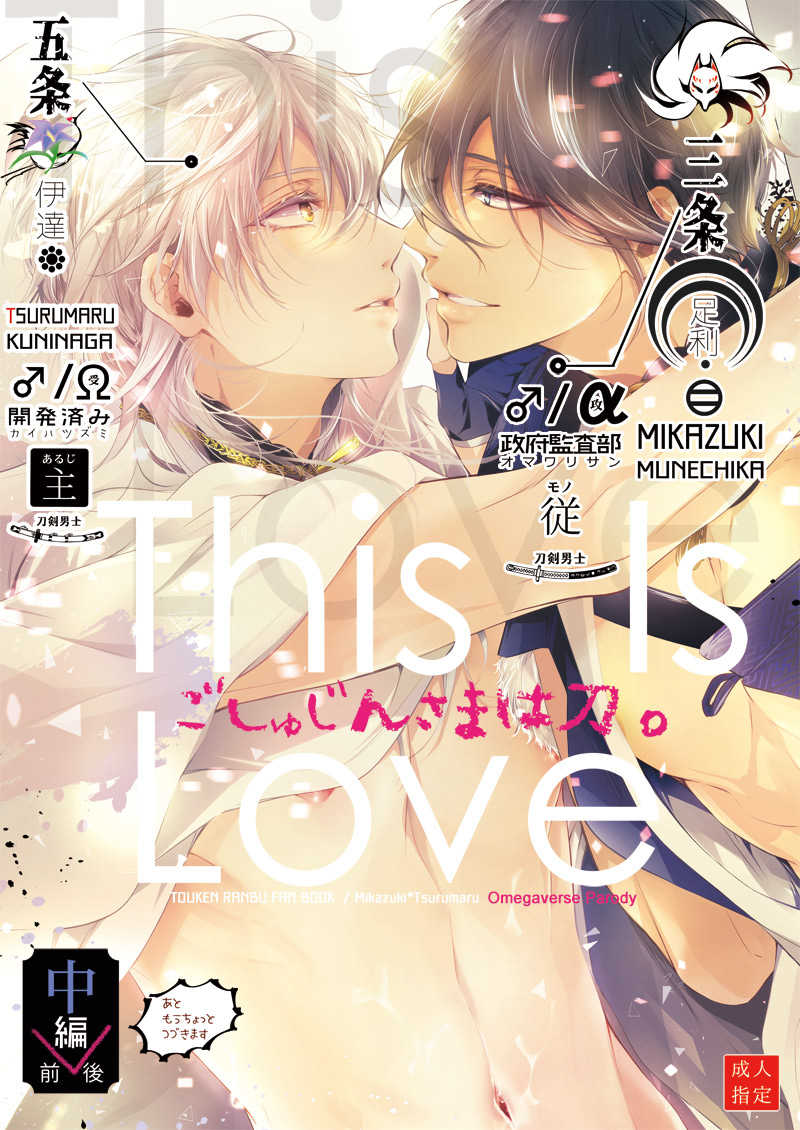 This Is Love
五条
伊達
TSURUMARU
KUNINAGA
♂/Ω
受
開発済み
カイハツズミ
あるじ
主
刀剣男士
三条
足利・
♂/α
攻
政府監査部
オマワリサン
モノ
従
刀剣男士
MIKAZUKI
MUNECHIKA
This Is
ごしゅじんさまは刀。
Love
TOUKEN RANBU FAN BOOK / Mikazuki*Tsurumaru Omegaverse Parody
中
編
前 後
あと
もうちょっと
つづきます
成人
指定